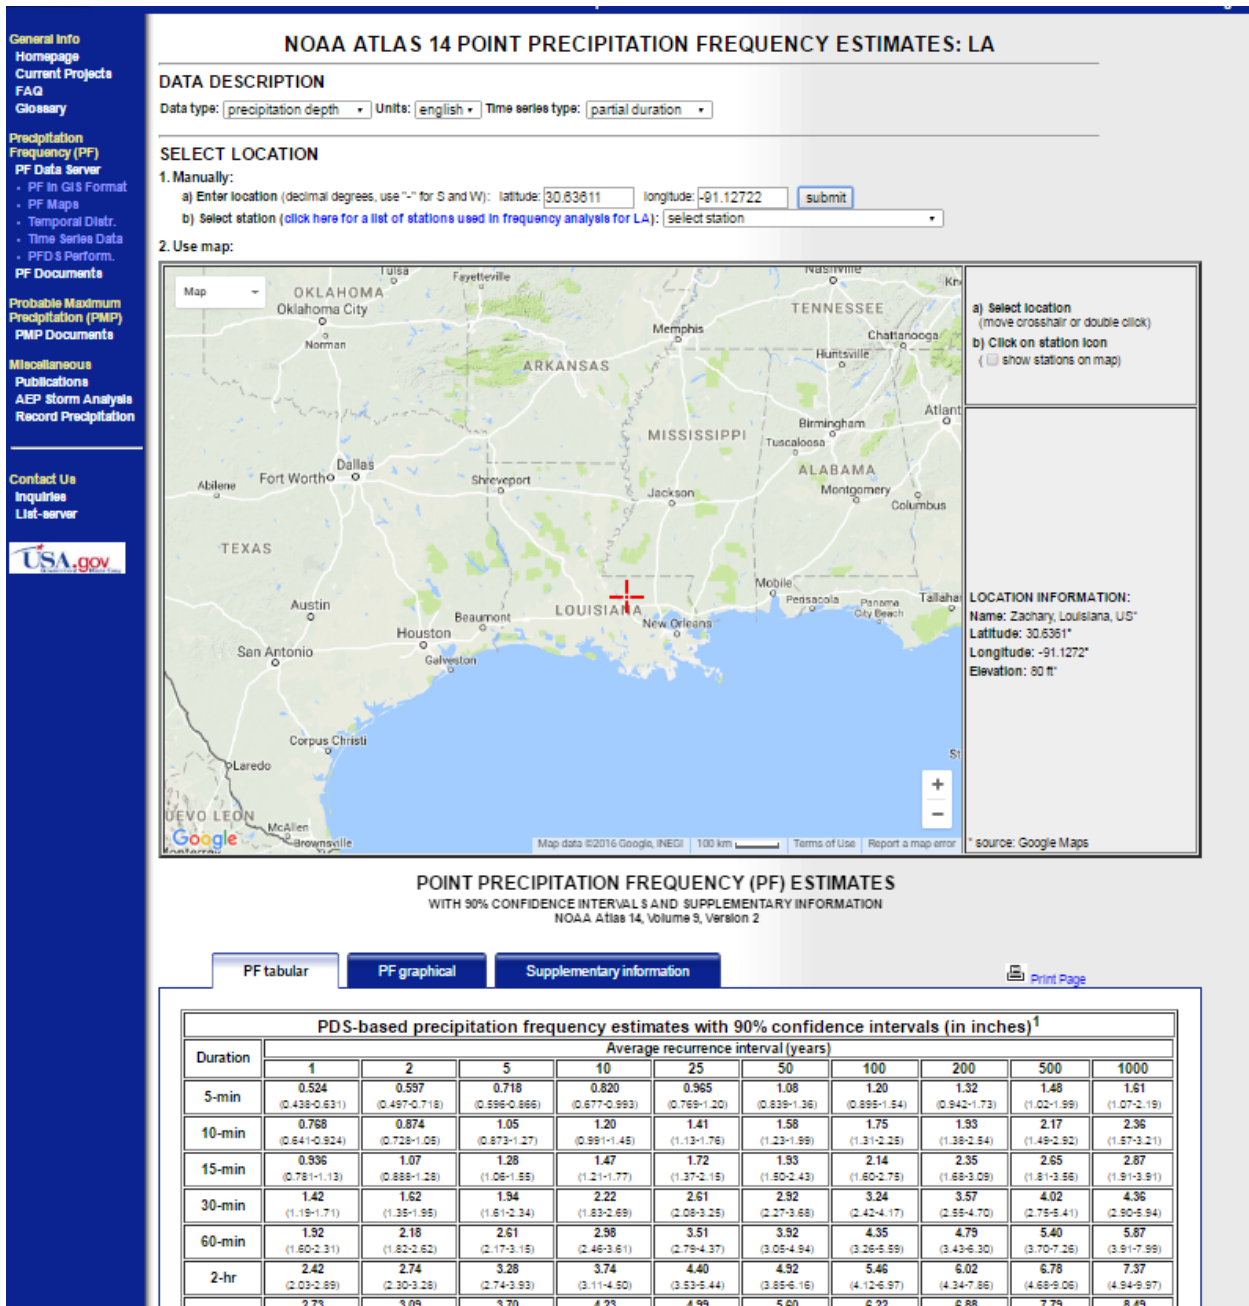 General Info
Homepage
Current Projects
FAQ
Glossary
Precipitation
Frequency (PF)
PF Data Server
- PF in GIS Format
- PF Maps
- Temporal Distr.
- Time Series Data
- PFDS Perform.
PF Documents
Probable Maximum
Precipitation (PMP)
PMP Documents
Miscellaneous
Publications
AEP Storm Analysis
Record Precipitation
Contact Us
Inquiries
List-server
USA.gov
NOAA ATLAS 14 POINT PRECIPITATION FREQUENCY ESTIMATES: LA
DATA DESCRIPTION
Data type: precipitation depth Units: english Time series type: partial duration
SELECT LOCATION
1. Manually:
a) Enter location (decimal degrees, use "-" for S and W): latitude: 30.63611 longitude: -91.12722 submit
b) Select station (click here for a list of stations used in frequency analysis for LA): select station
2. Use map:
Map
Tulsa
Fayetteville
Nashville
Kn
OKLAHOMA
Oklahoma City
TENNESSEE
Memphis
Chattanooga
Norman
Huntsville
ARKANSAS
Atlant
Birmingham
MISSISSIPPI
Tuscaloosa
Dallas
Fort Worth
ALABAMA
Abilene
Shreveport
Jackson
Montgomery
Columbus
TEXAS
Mobile
Pensacola
Panama
City Beach
Tallahas
Austin
Beaumont
LOUISIANA
New Orleans
Houston
San Antonio
Galveston
Corpus Christi
Laredo
St
UEVO LEON
McAllen
Brownsville
Monterrey
+
−
Google
Map data ©2016 Google, INEGI 100 km Terms of Use Report a map error
a) Select location
(move crosshair or double click)
b) Click on station icon
( show stations on map)
LOCATION INFORMATION:
Name: Zachary, Louisiana, US*
Latitude: 30.6361°
Longitude: -91.1272°
Elevation: 80 ft*
* source: Google Maps
POINT PRECIPITATION FREQUENCY (PF) ESTIMATES
WITH 90% CONFIDENCE INTERVALS AND SUPPLEMENTARY INFORMATION
NOAA Atlas 14, Volume 9, Version 2
PF tabular PF graphical Supplementary information Print Page
PDS-based precipitation frequency estimates with 90% confidence intervals (in inches)1
Duration Average recurrence interval (years)
1 2 5 10 25 50 100 200 500 1000
5-min 0.524 0.597 0.718 0.820 0.965 1.08 1.20 1.32 1.48 1.61
(0.438-0.631) (0.497-0.718) (0.596-0.866) (0.677-0.993) (0.769-1.20) (0.839-1.36) (0.895-1.54) (0.942-1.73) (1.02-1.99) (1.07-2.19)
10-min 0.768 0.874 1.05 1.20 1.41 1.58 1.75 1.93 2.17 2.36
(0.641-0.924) (0.728-1.05) (0.873-1.27) (0.991-1.45) (1.13-1.76) (1.23-1.99) (1.31-2.25) (1.38-2.54) (1.49-2.92) (1.57-3.21)
15-min 0.936 1.07 1.28 1.47 1.72 1.93 2.14 2.35 2.65 2.87
(0.781-1.13) (0.888-1.28) (1.06-1.55) (1.21-1.77) (1.37-2.15) (1.50-2.43) (1.60-2.75) (1.68-3.09) (1.81-3.56) (1.91-3.91)
30-min 1.42 1.62 1.94 2.22 2.61 2.92 3.24 3.57 4.02 4.36
(1.19-1.71) (1.35-1.95) (1.61-2.34) (1.83-2.69) (2.08-3.25) (2.27-3.68) (2.42-4.17) (2.55-4.70) (2.75-5.41) (2.90-5.94)
60-min 1.92 2.18 2.61 2.98 3.51 3.92 4.35 4.79 5.40 5.87
(1.60-2.31) (1.82-2.62) (2.17-3.15) (2.46-3.61) (2.79-4.37) (3.05-4.94) (3.26-5.59) (3.43-6.30) (3.70-7.26) (3.91-7.99)
2-hr 2.42 2.74 3.28 3.74 4.40 4.92 5.46 6.02 6.78 7.37
(2.03-2.89) (2.30-3.28) (2.74-3.93) (3.11-4.50) (3.53-5.44) (3.85-6.16) (4.12-6.97) (4.34-7.86) (4.68-9.06) (4.94-9.97)
2.73 3.09 3.70 4.23 4.99 5.60 6.22 6.88 7.79 8.49